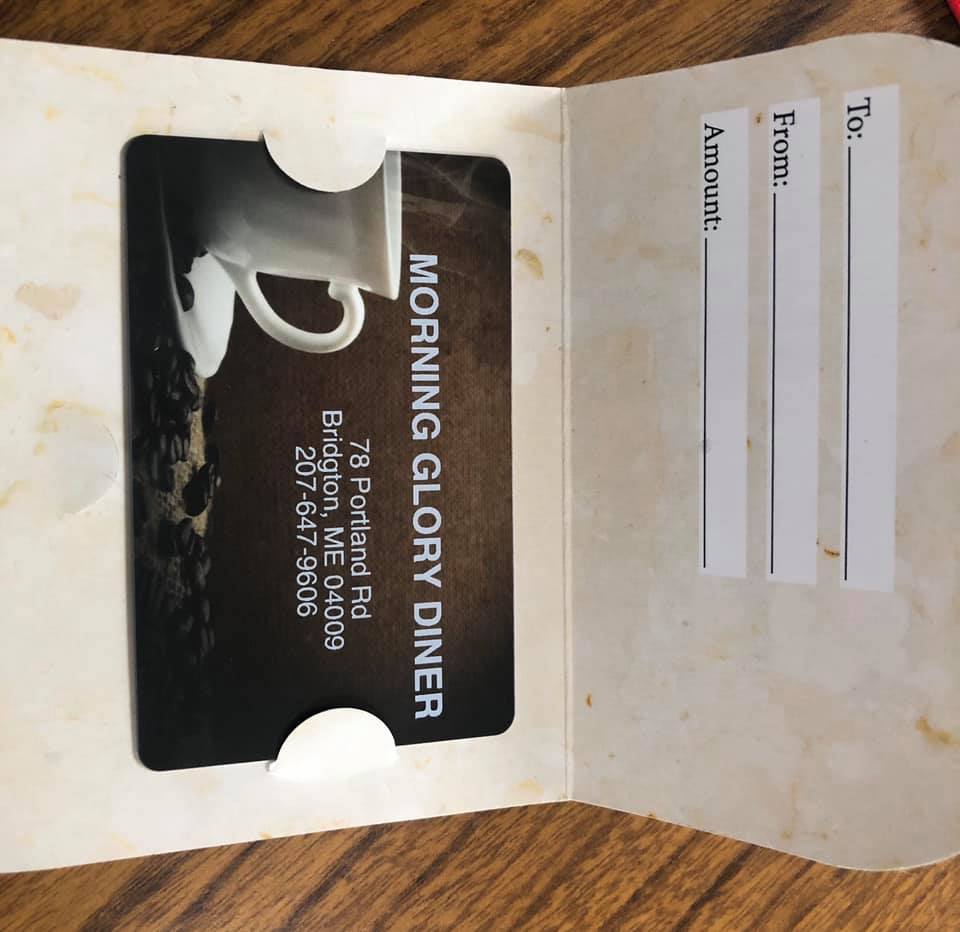 To:
From:
Amount:
MORNING GLORY DINER
78 Portland Rd
Bridgton, ME 04009
207-647-9606